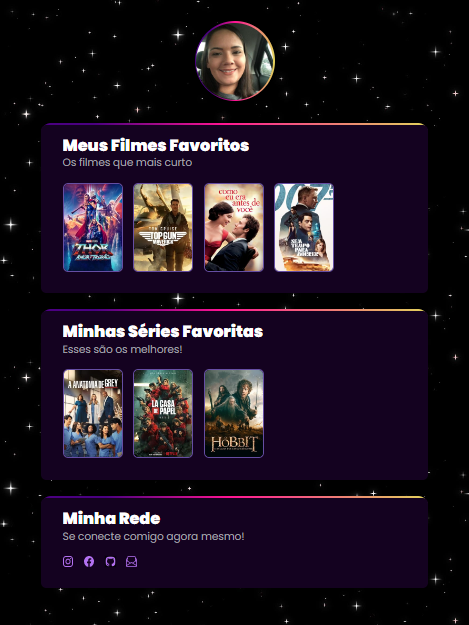 Meus Filmes Favoritos
Os filmes que mais curto
THOR
AMOR E TROVÃO
TOM CRUISE
TOP GUN
MAVERICK
como
eu era
antes de
você
007
SEM
TEMPO
PARA
MORRER
Minhas Séries Favoritas
Esses são os melhores!
A ANATOMIA DE GREY
LA CASA
DE
PAPEL
HOBBIT
Minha Rede
Se conecte comigo agora mesmo!